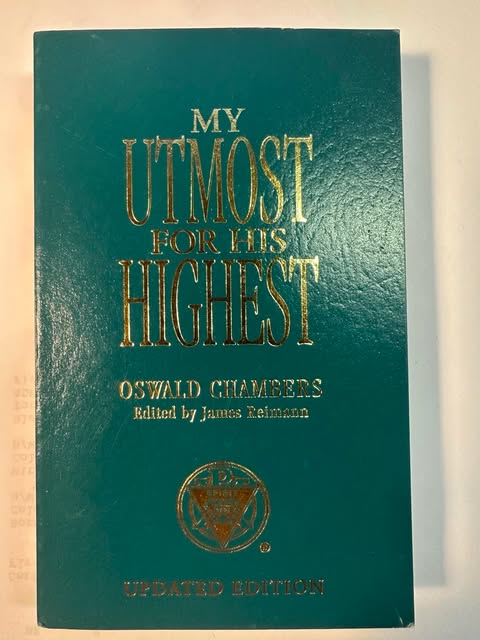 MY
UTMOST
FOR HIS
HIGHEST
OSWALD CHAMBERS
Edited by James Reimann
®
UPDATED EDITION